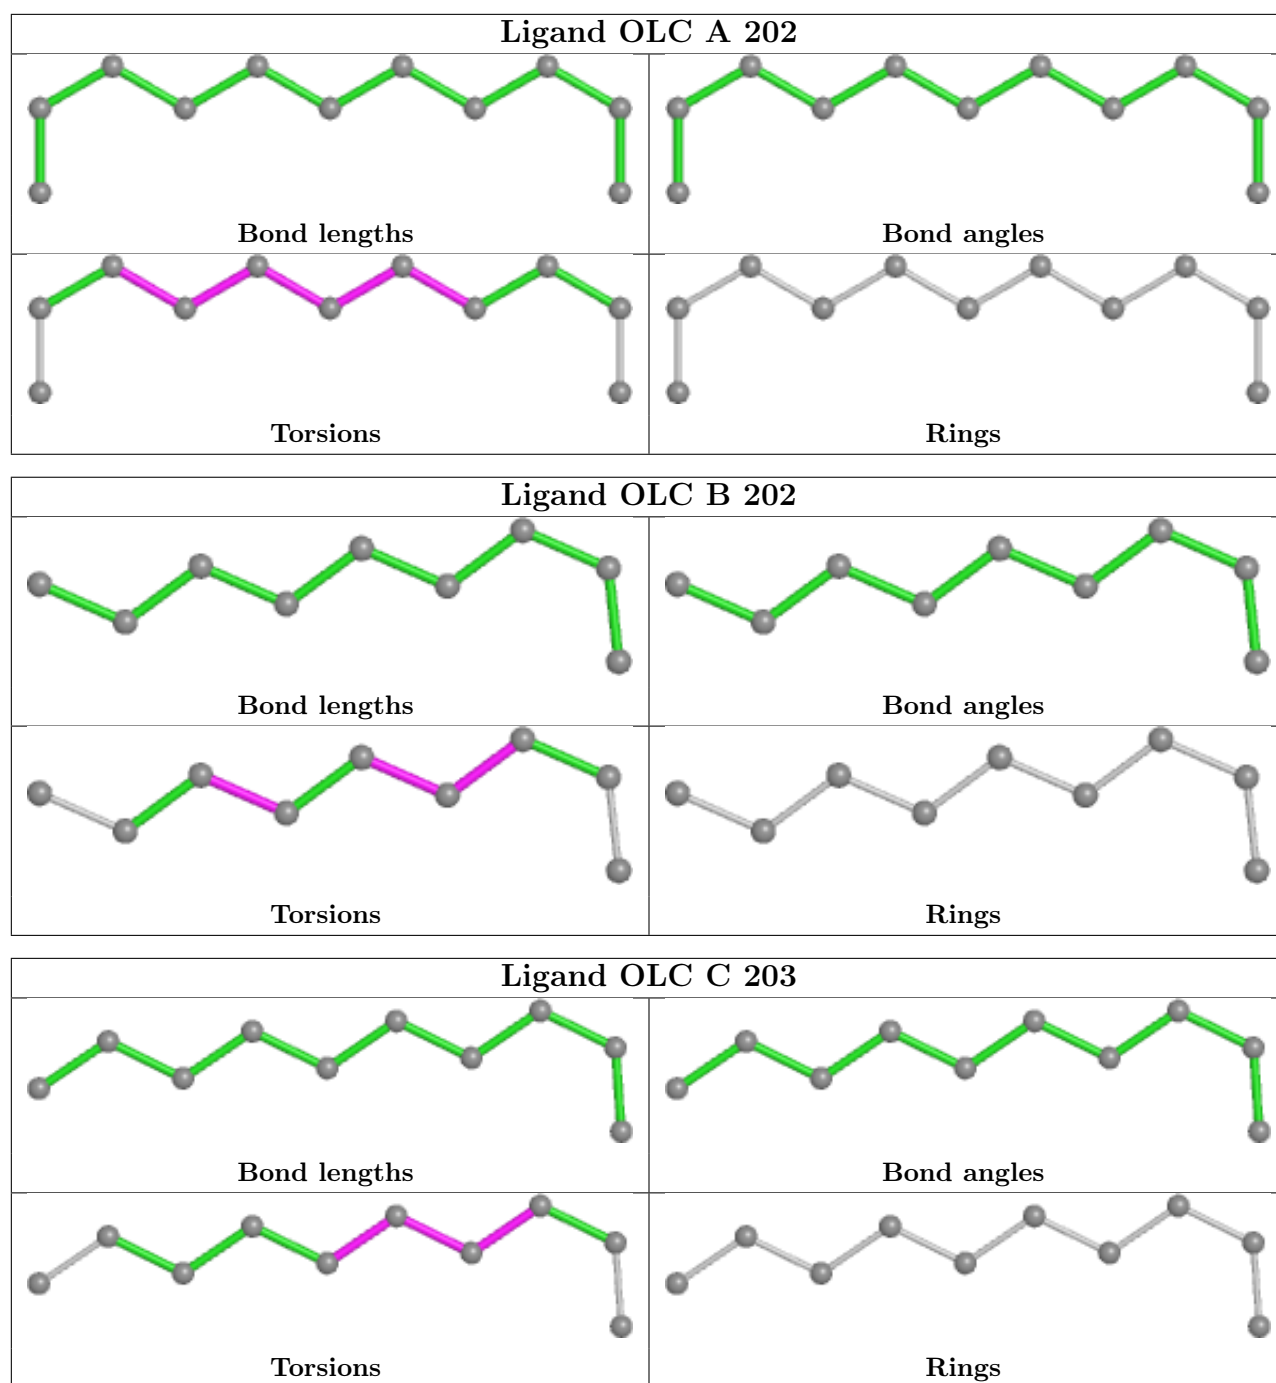 Ligand OLC A 202
Bond lengths
Bond angles
Torsions
Rings
Ligand OLC B 202
Bond lengths
Bond angles
Torsions
Rings
Ligand OLC C 203
Bond lengths
Bond angles
Torsions
Rings